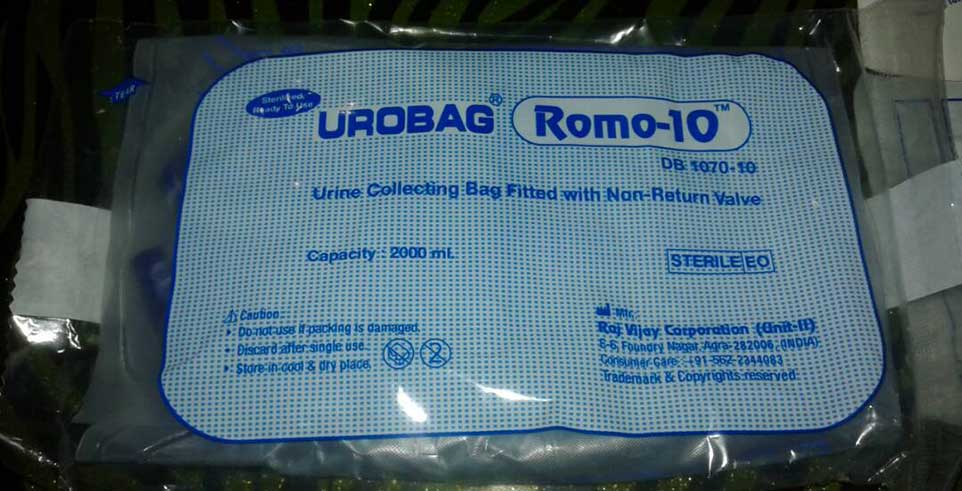 TEAR
Sterilized.
Ready To Use
UROBAG® Romo-10™
DB 1070-10
Urine Collecting Bag Fitted with Non-Return Valve
Capacity : 2000 ml.
STERILE EO
Caution:
• Do not use if packing is damaged.
• Discard after single use.
• Store in cool & dry place.
2
Mfr.:
Raj Vijay Corporation (Unit-II)
E-6, Foundry Nagar, Agra-282006, (INDIA)
Consumer Care : +91-562-2344083
Trademark & Copyrights reserved.